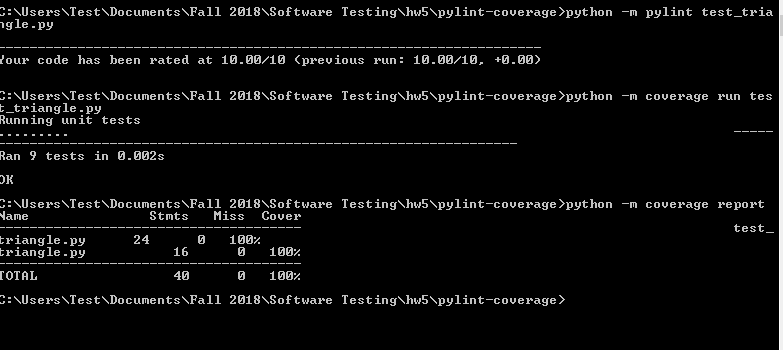 C:\Users\Test\Documents\Fall 2018\Software Testing\hw5\pylint-coverage>python -m pylint test_tria
ngle.py
--------------------------------------------------------------------
Your code has been rated at 10.00/10 (previous run: 10.00/10, +0.00)
C:\Users\Test\Documents\Fall 2018\Software Testing\hw5\pylint-coverage>python -m coverage run tes
t_triangle.py
Running unit tests
......... -----
-----------------------------------------------------------------
Ran 9 tests in 0.002s
OK
C:\Users\Test\Documents\Fall 2018\Software Testing\hw5\pylint-coverage>python -m coverage report
Name Stmts Miss Cover
-------------------------------------- test_
triangle.py 24 0 100%
triangle.py 16 0 100%
--------------------------------------
TOTAL 40 0 100%
C:\Users\Test\Documents\Fall 2018\Software Testing\hw5\pylint-coverage>